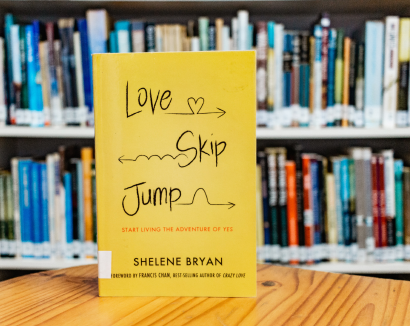 Love
Skip
Jump
START LIVING THE ADVENTURE OF YES
SHELENE BRYAN
FOREWORD BY FRANCIS CHAN, BEST SELLING AUTHOR OF CRAZY LOVE